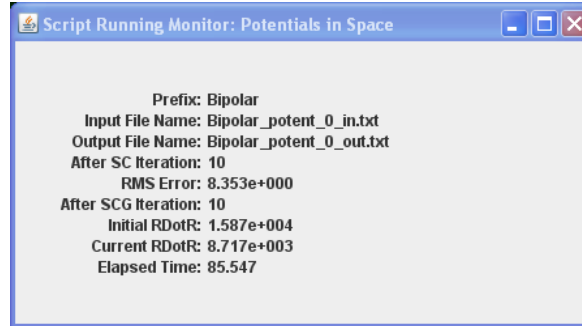 Script Running Monitor: Potentials in Space
Prefix: Bipolar
Input File Name: Bipolar_potent_0_in.txt
Output File Name: Bipolar_potent_0_out.txt
After SC Iteration: 10
RMS Error: 8.353e+000
After SCG Iteration: 10
Initial RDotR: 1.587e+004
Current RDotR: 8.717e+003
Elapsed Time: 85.547